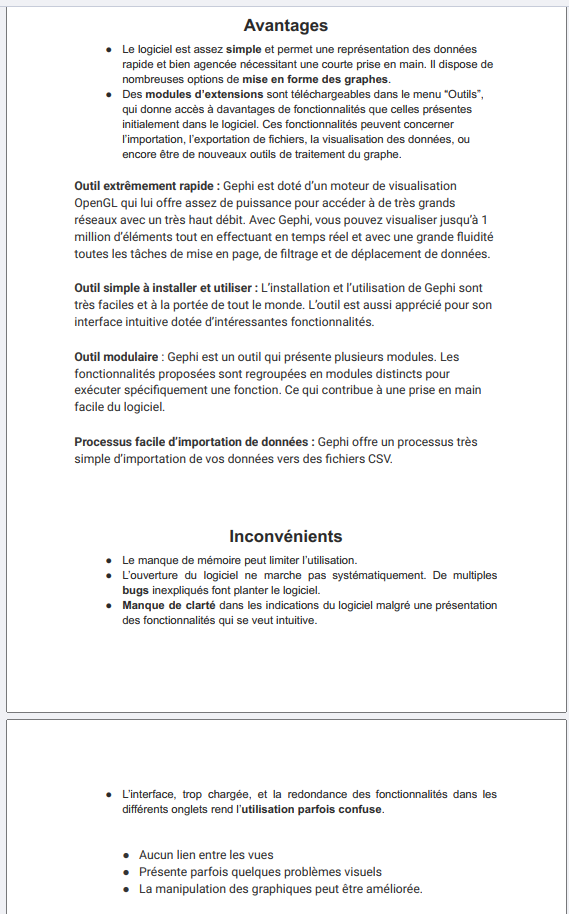 Avantages
● Le logiciel est assez simple et permet une représentation des données
rapide et bien agencée nécessitant une courte prise en main. Il dispose de
nombreuses options de mise en forme des graphes.
● Des modules d'extensions sont téléchargeables dans le menu “Outils”,
qui donne accès à davantages de fonctionnalités que celles présentes
initialement dans le logiciel. Ces fonctionnalités peuvent concerner
l'importation, l'exportation de fichiers, la visualisation des données, ou
encore être de nouveaux outils de traitement du graphe.
Outil extrêmement rapide : Gephi est doté d'un moteur de visualisation
OpenGL qui lui offre assez de puissance pour accéder à de très grands
réseaux avec un très haut débit. Avec Gephi, vous pouvez visualiser jusqu'à 1
million d'éléments tout en effectuant en temps réel et avec une grande fluidité
toutes les tâches de mise en page, de filtrage et de déplacement de données.
Outil simple à installer et utiliser : L'installation et l'utilisation de Gephi sont
très faciles et à la portée de tout le monde. L'outil est aussi apprécié pour son
interface intuitive dotée d'intéressantes fonctionnalités.
Outil modulaire : Gephi est un outil qui présente plusieurs modules. Les
fonctionnalités proposées sont regroupées en modules distincts pour
exécuter spécifiquement une fonction. Ce qui contribue à une prise en main
facile du logiciel.
Processus facile d'importation de données : Gephi offre un processus très
simple d'importation de vos données vers des fichiers CSV.
Inconvénients
● Le manque de mémoire peut limiter l'utilisation.
● L'ouverture du logiciel ne marche pas systématiquement. De multiples
bugs inexpliqués font planter le logiciel.
● Manque de clarté dans les indications du logiciel malgré une présentation
des fonctionnalités qui se veut intuitive.
● L'interface, trop chargée, et la redondance des fonctionnalités dans les
différents onglets rend l'utilisation parfois confuse.
● Aucun lien entre les vues
● Présente parfois quelques problèmes visuels
● La manipulation des graphiques peut être améliorée.